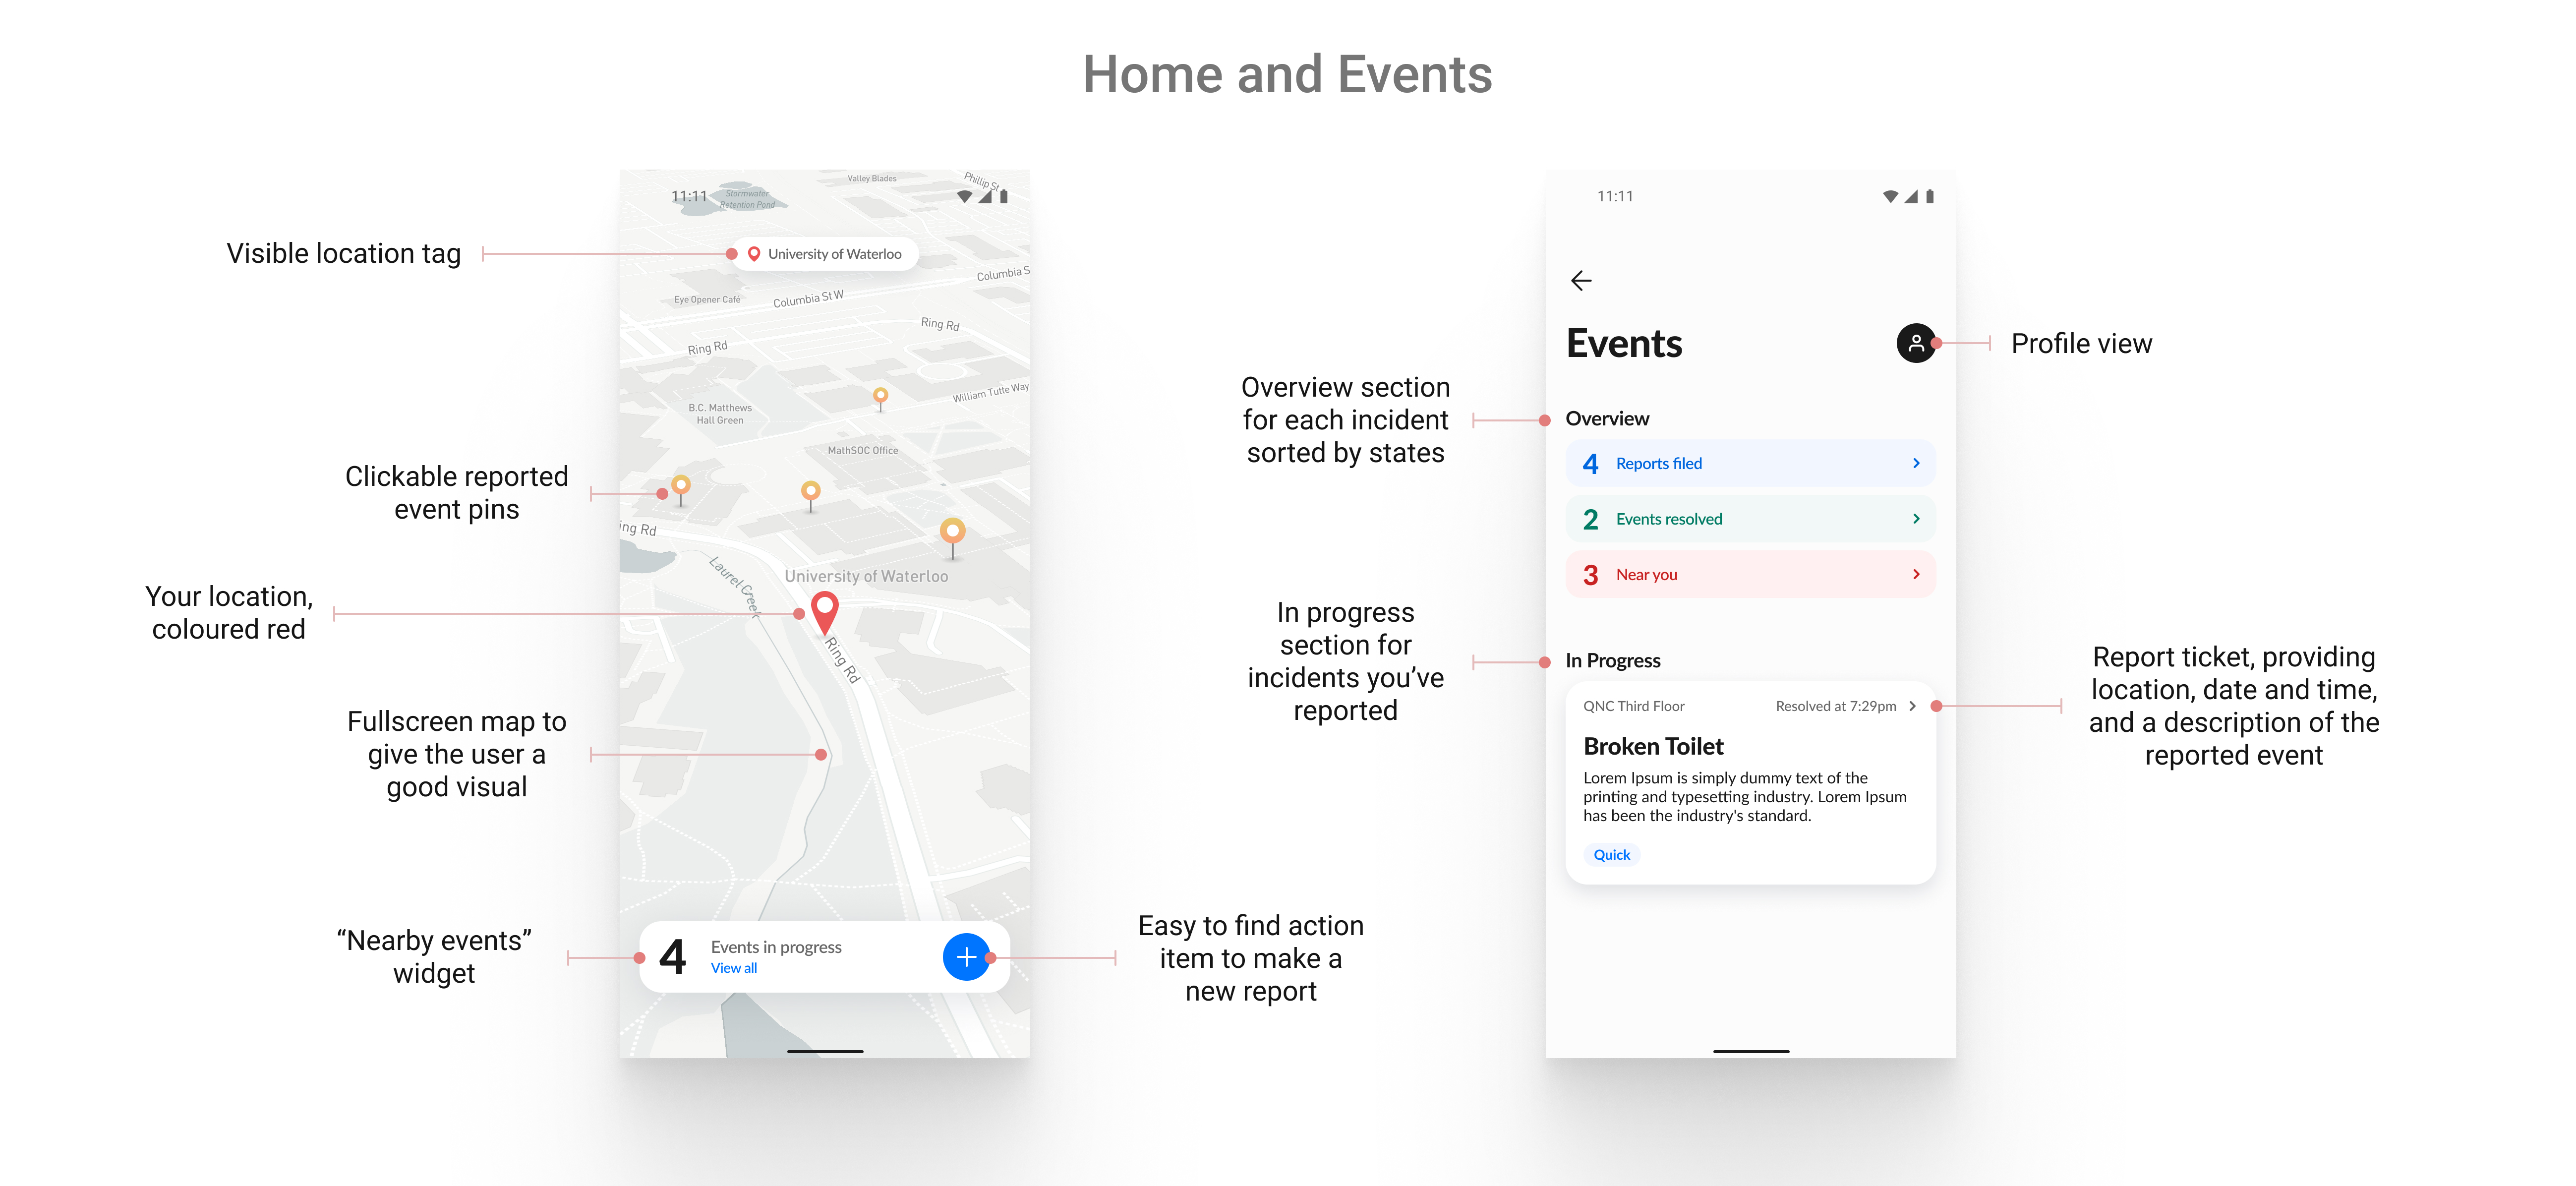 Home and Events
11:11
Stormwater
Retention Pond
Valley Blades
Phillip St
Visible location tag
University of Waterloo
Columbia S
Eye Opener Café
Columbia St W
Ring Rd
Ring Rd
William Tutte Way
B.C. Matthews
Hall Green
MathSOC Office
Clickable reported
event pins
ing Rd
Laurel Creek
University of Waterloo
Your location,
coloured red
Ring Rd
Fullscreen map to
give the user a
good visual
“Nearby events”
widget
4
Events in progress
View all
Easy to find action
item to make a
new report
11:11
Events
Profile view
Overview section
for each incident
sorted by states
Overview
4 Reports filed
2 Events resolved
3 Near you
In progress
section for
incidents you’ve
reported
In Progress
QNC Third Floor Resolved at 7:29pm
Broken Toilet
Lorem Ipsum is simply dummy text of the
printing and typesetting industry. Lorem Ipsum
has been the industry's standard.
Quick
Report ticket, providing
location, date and time,
and a description of the
reported event